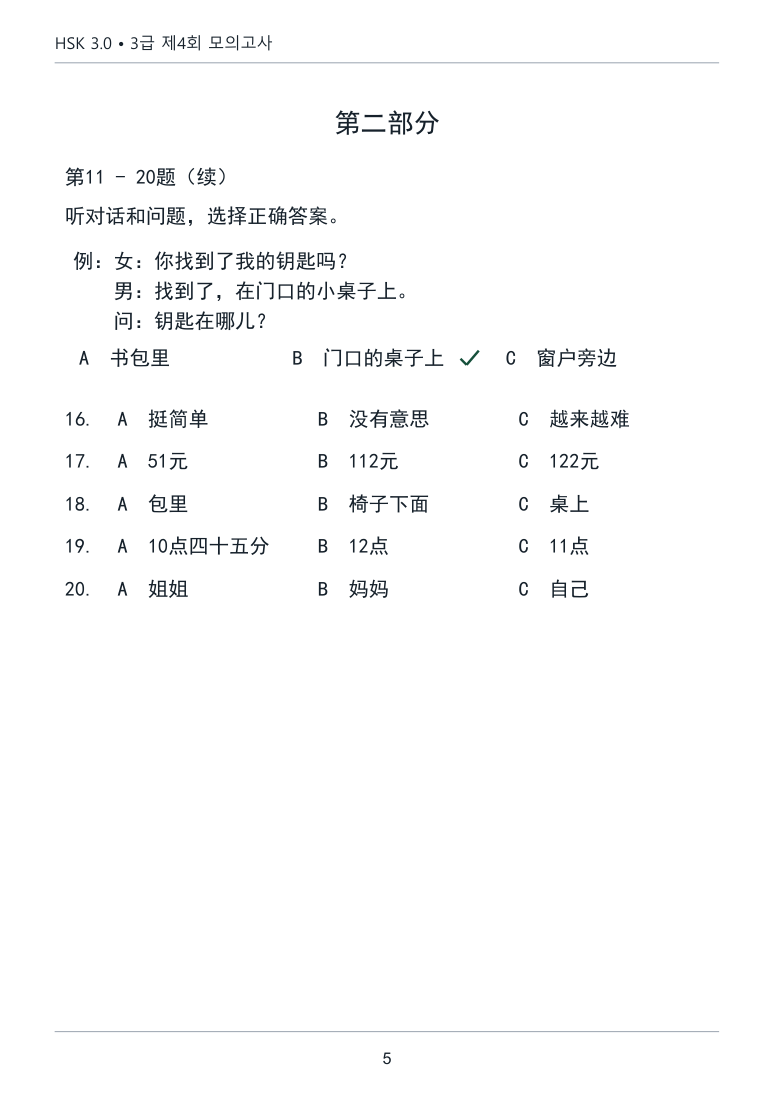 HSK 3.0 • 3급 제4회 모의고사
第二部分
第11 - 20题（续）
听对话和问题，选择正确答案。
例：女：你找到了我的钥匙吗？
男：找到了，在门口的小桌子上。
问：钥匙在哪儿？
A 书包里 B 门口的桌子上 ✓ C 窗户旁边
16. A 挺简单 B 没有意思 C 越来越难
17. A 51元 B 112元 C 122元
18. A 包里 B 椅子下面 C 桌上
19. A 10点四十五分 B 12点 C 11点
20. A 姐姐 B 妈妈 C 自己
5